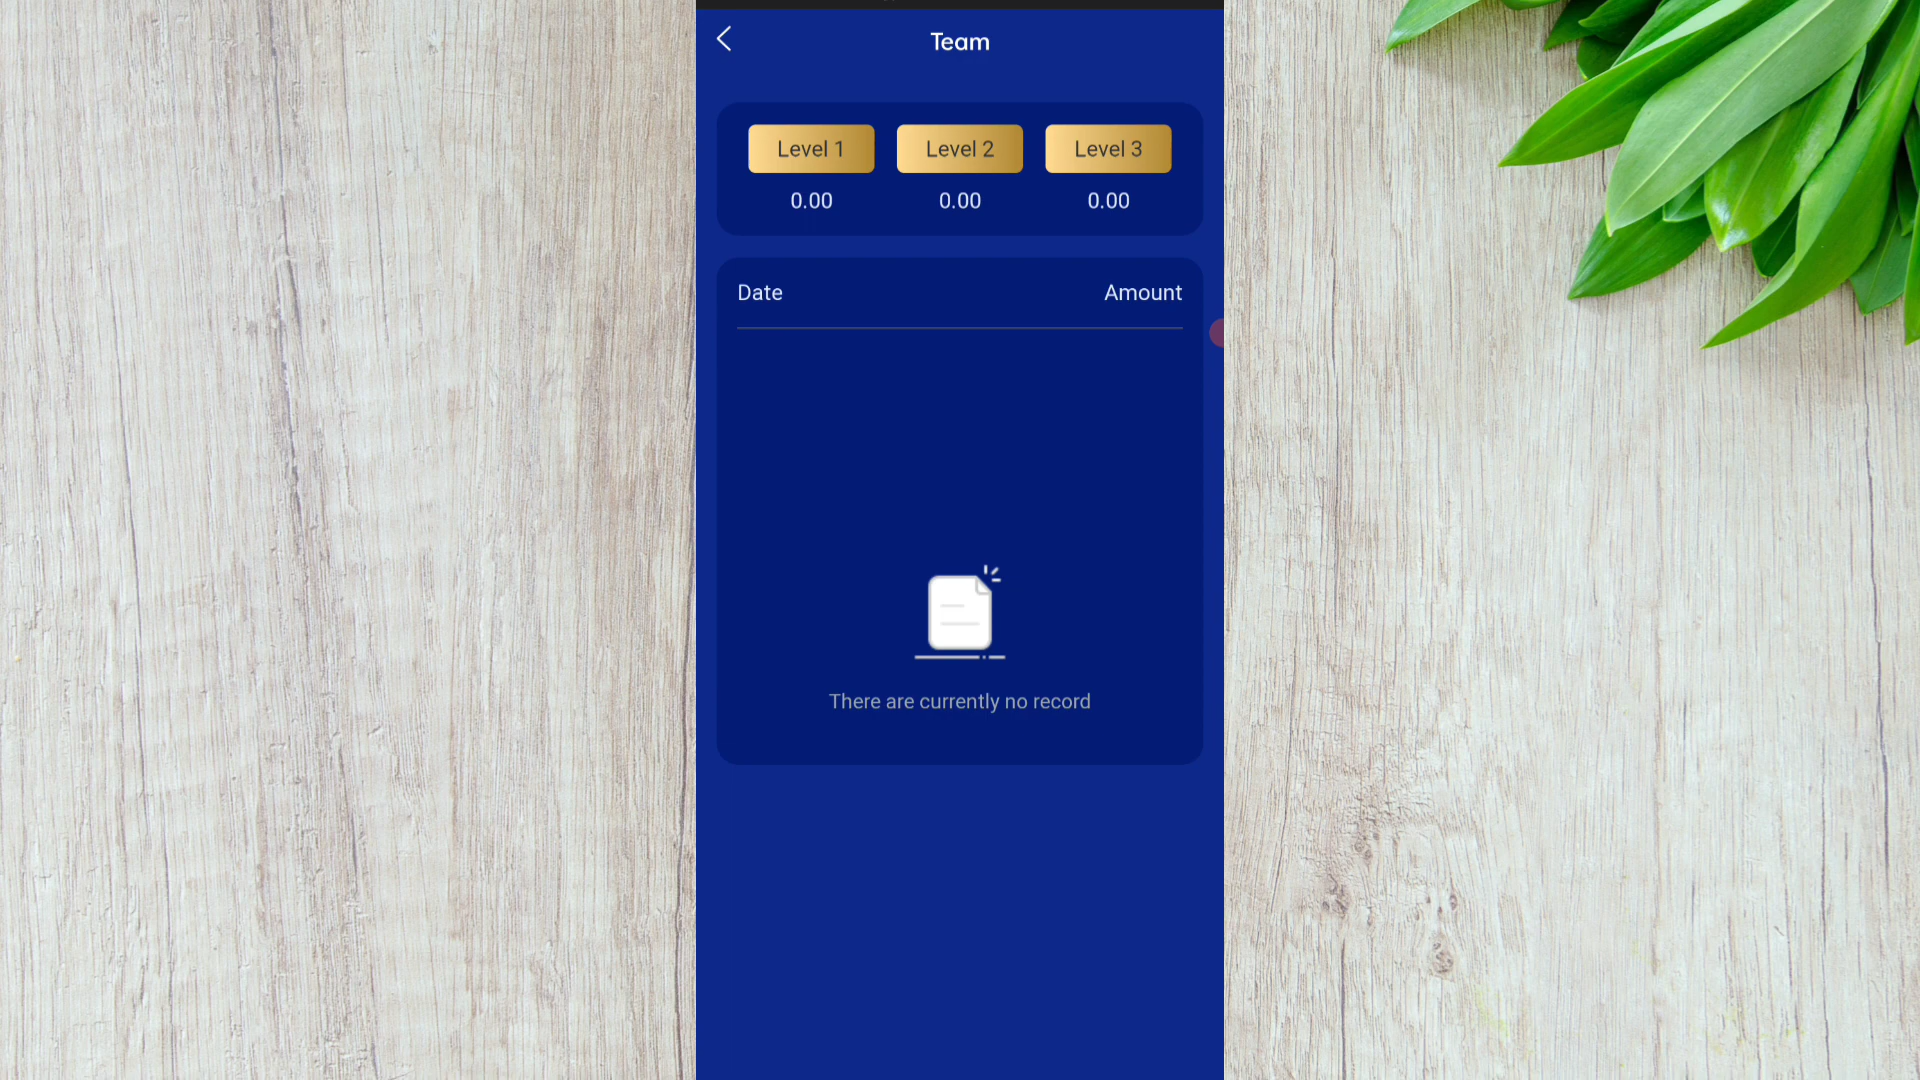 Team
Level 1 Level 2 Level 3
0.00 0.00 0.00
Date Amount
There are currently no record